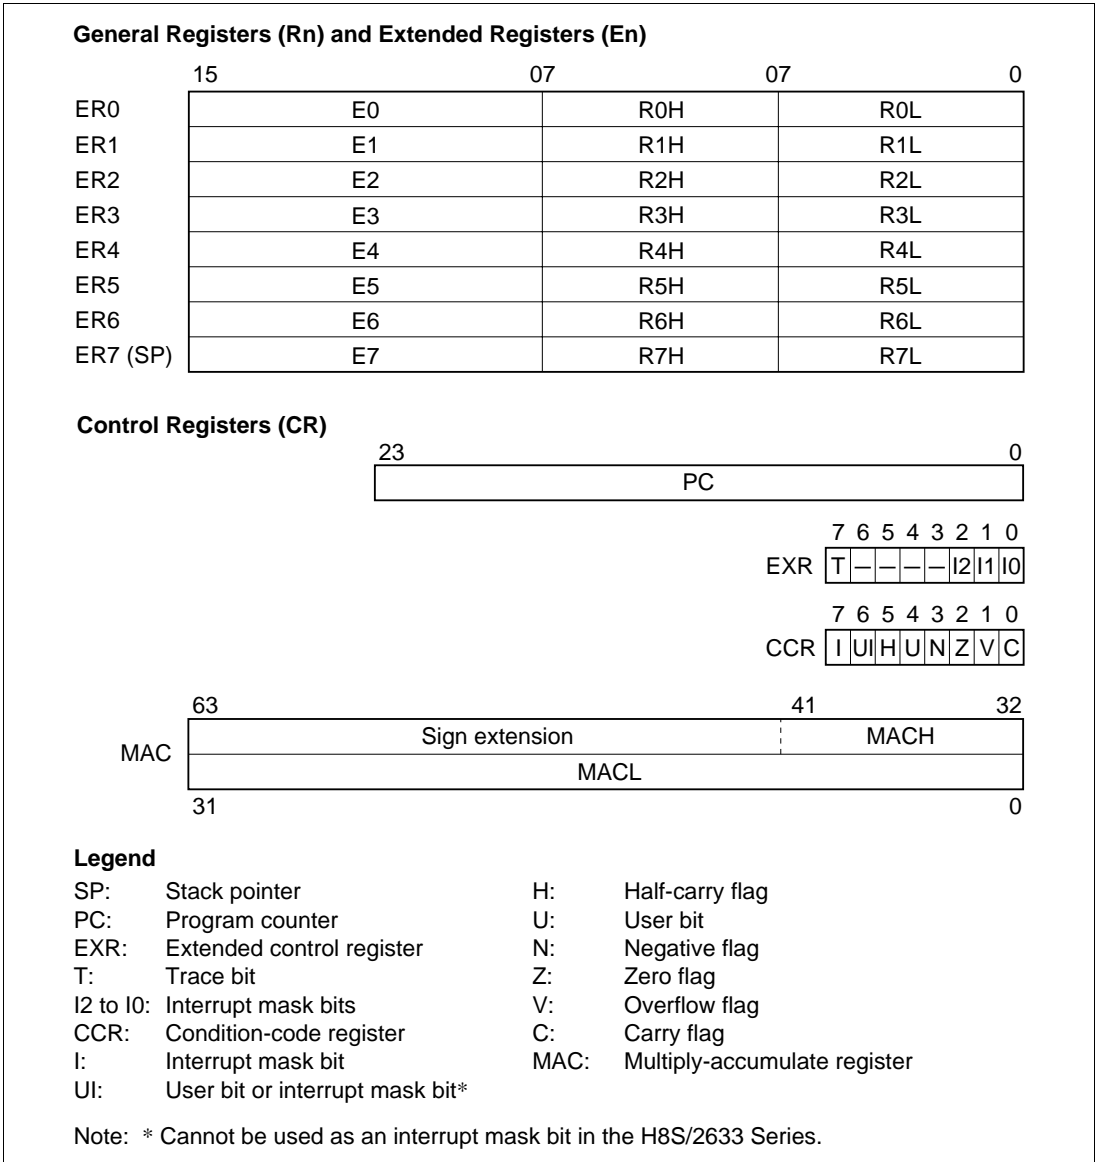 General Registers (Rn) and Extended Registers (En)
15 07 07 0
ER0 E0 R0H R0L
ER1 E1 R1H R1L
ER2 E2 R2H R2L
ER3 E3 R3H R3L
ER4 E4 R4H R4L
ER5 E5 R5H R5L
ER6 E6 R6H R6L
ER7 (SP) E7 R7H R7L
Control Registers (CR)
23 0
PC
7 6 5 4 3 2 1 0
EXR T — — — — I2 I1 I0
7 6 5 4 3 2 1 0
CCR I UI H U N Z V C
63 41 32
MAC Sign extension MACH
MACL
31 0
Legend
SP: Stack pointer H: Half-carry flag
PC: Program counter U: User bit
EXR: Extended control register N: Negative flag
T: Trace bit Z: Zero flag
I2 to I0: Interrupt mask bits V: Overflow flag
CCR: Condition-code register C: Carry flag
I: Interrupt mask bit MAC: Multiply-accumulate register
UI: User bit or interrupt mask bit*
Note: * Cannot be used as an interrupt mask bit in the H8S/2633 Series.